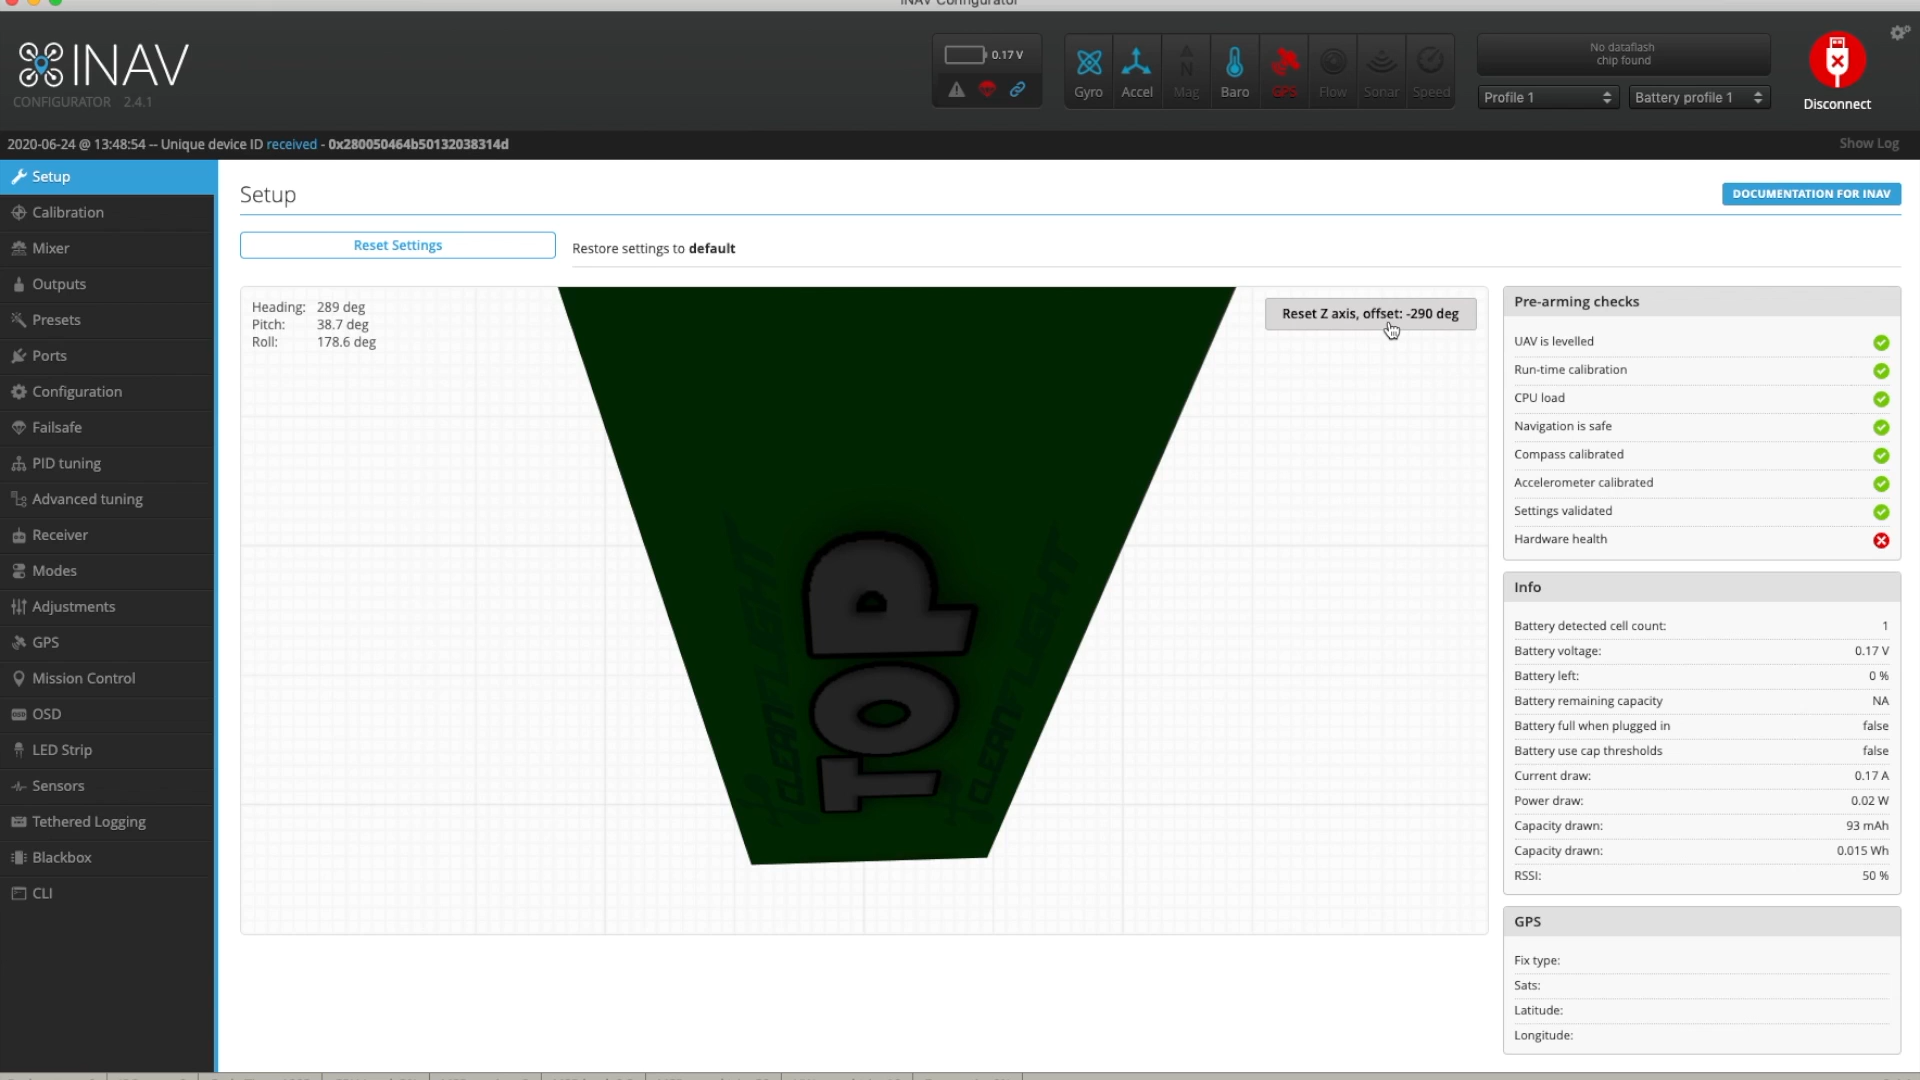 INAV Configurator
INAV
CONFIGURATOR 2.4.1
0.17 V
Gyro
Accel
Mag
Baro
GPS
Flow
Sonar
Speed
No dataflash
chip found
Profile 1
Battery profile 1
Disconnect
2020-06-24 @ 13:48:54 -- Unique device ID received - 0x280050464b50132038314d
Show Log
Setup
Calibration
Mixer
Outputs
Presets
Ports
Configuration
Failsafe
PID tuning
Advanced tuning
Receiver
Modes
Adjustments
GPS
Mission Control
OSD
LED Strip
Sensors
Tethered Logging
Blackbox
CLI
Setup
DOCUMENTATION FOR INAV
Reset Settings
Restore settings to default
Heading: 289 deg
Pitch: 38.7 deg
Roll: 178.6 deg
Reset Z axis, offset: -290 deg
CLEANFLIGHT
TOP
CLEANFLIGHT
Pre-arming checks
UAV is levelled
Run-time calibration
CPU load
Navigation is safe
Compass calibrated
Accelerometer calibrated
Settings validated
Hardware health
Info
Battery detected cell count: 1
Battery voltage: 0.17 V
Battery left: 0 %
Battery remaining capacity NA
Battery full when plugged in false
Battery use cap thresholds false
Current draw: 0.17 A
Power draw: 0.02 W
Capacity drawn: 93 mAh
Capacity drawn: 0.015 Wh
RSSI: 50 %
GPS
Fix type:
Sats:
Latitude:
Longitude: